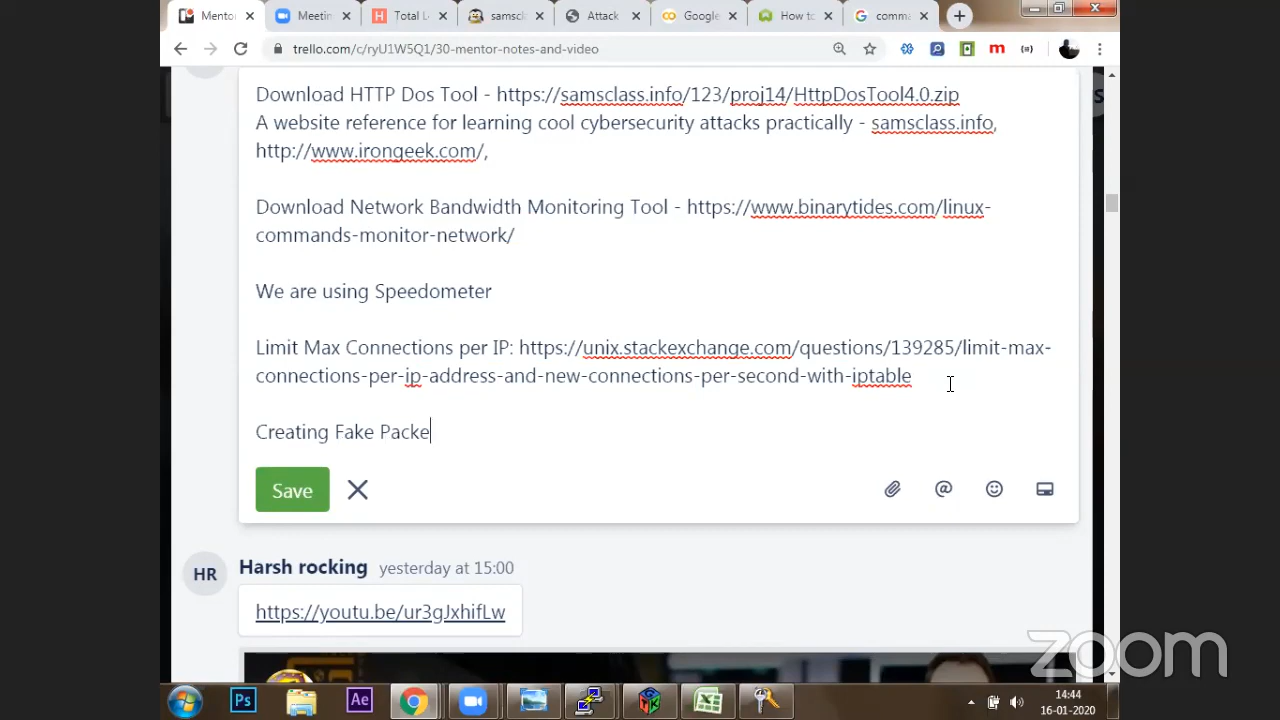 Mento
Meetin
Total L
samscl
Attack
Google
How to
comma
trello.com/c/ryU1W5Q1/30-mentor-notes-and-video
Download HTTP Dos Tool - https://samsclass.info/123/proj14/HttpDosTool4.0.zip
A website reference for learning cool cybersecurity attacks practically - samsclass.info,
http://www.irongeek.com/,
Download Network Bandwidth Monitoring Tool - https://www.binarytides.com/linux-
commands-monitor-network/
We are using Speedometer
Limit Max Connections per IP: https://unix.stackexchange.com/questions/139285/limit-max-
connections-per-ip-address-and-new-connections-per-second-with-iptable
Creating Fake Packe
Save
HR
Harsh rocking yesterday at 15:00
https://youtu.be/ur3gJxhifLw
zoom
Ps
Ae
14:44
16-01-2020